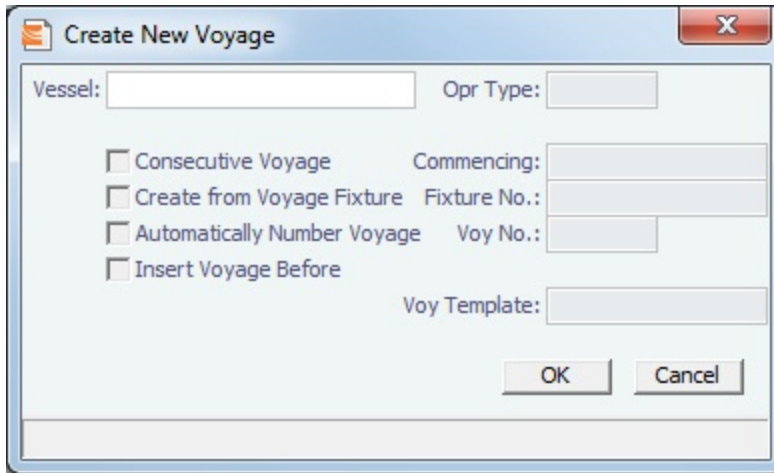 Create New Voyage
Vessel: Opr Type:
Consecutive Voyage Commencing:
Create from Voyage Fixture Fixture No.:
Automatically Number Voyage Voy No.:
Insert Voyage Before
Voy Template:
OK Cancel